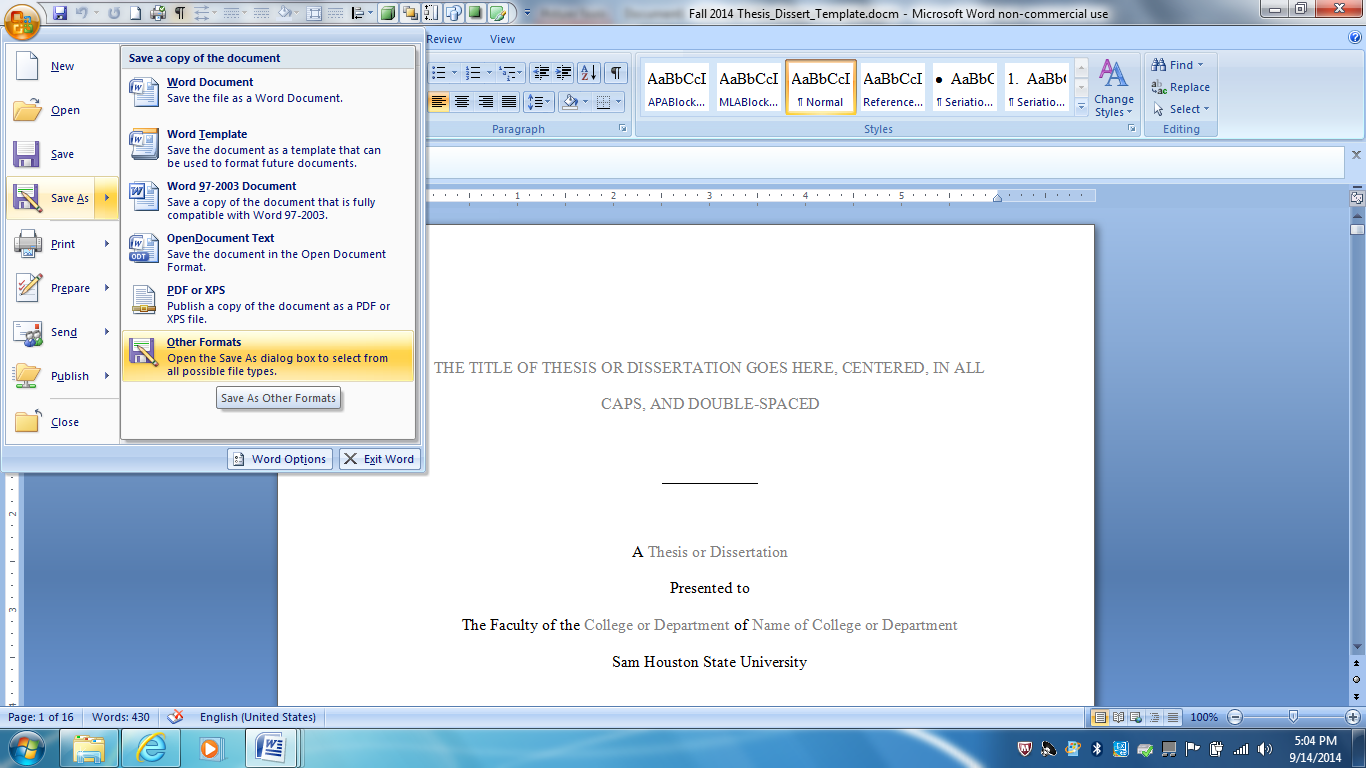 Fall 2014 Thesis_Dissert_Template.docm - Microsoft Word non-commercial use
Review View
New
Open
Save
Save As
Print
Prepare
Send
Publish
Close
Save a copy of the document
Word Document
Save the file as a Word Document.
Word Template
Save the document as a template that can
be used to format future documents.
Word 97-2003 Document
Save a copy of the document that is fully
compatible with Word 97-2003.
OpenDocument Text
Save the document in the Open Document
Format.
PDF or XPS
Publish a copy of the document as a PDF or
XPS file.
Other Formats
Open the Save As dialog box to select from
all possible file types.
Save As Other Formats
Word Options
Exit Word
AaBbCcI AaBbCcI AaBbCcI AaBbCcI • AaBbC 1. AaBb
APABlock... MLABlock... ¶ Normal Reference... ¶ Seriatio... ¶ Seriatio...
Change
Styles
Find
Replace
Select
Paragraph
Styles
Editing
1 2 3 4 5
THE TITLE OF THESIS OR DISSERTATION GOES HERE, CENTERED, IN ALL
CAPS, AND DOUBLE-SPACED
A Thesis or Dissertation
Presented to
The Faculty of the College or Department of Name of College or Department
Sam Houston State University
2
3
Page: 1 of 16 Words: 430 English (United States) 100%
5:04 PM
9/14/2014